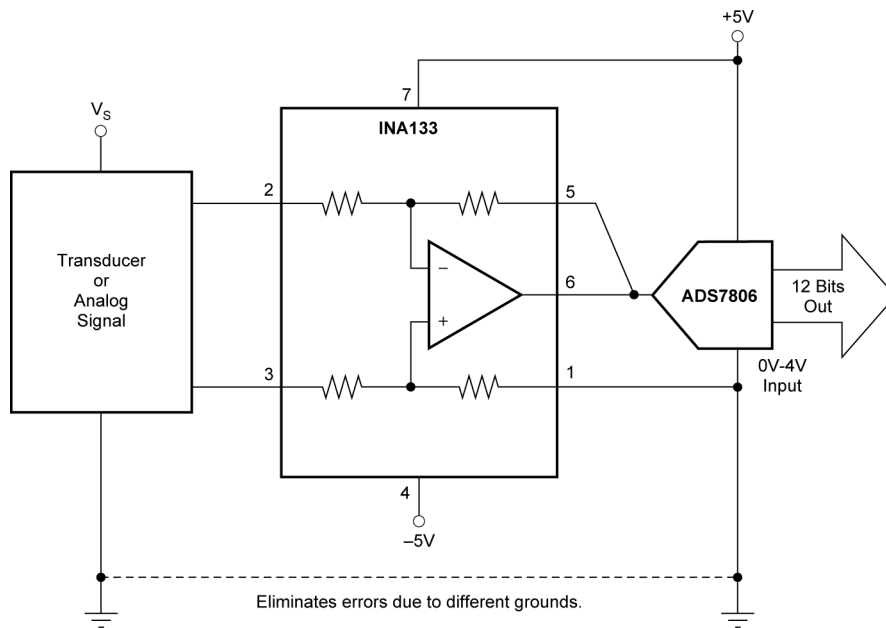 +5V
7
V_S
INA133
2
5
Transducer
or
Analog
Signal
–
6
ADS7806
12 Bits
Out
+
3
1
0V-4V
Input
4
–5V
Eliminates errors due to different grounds.